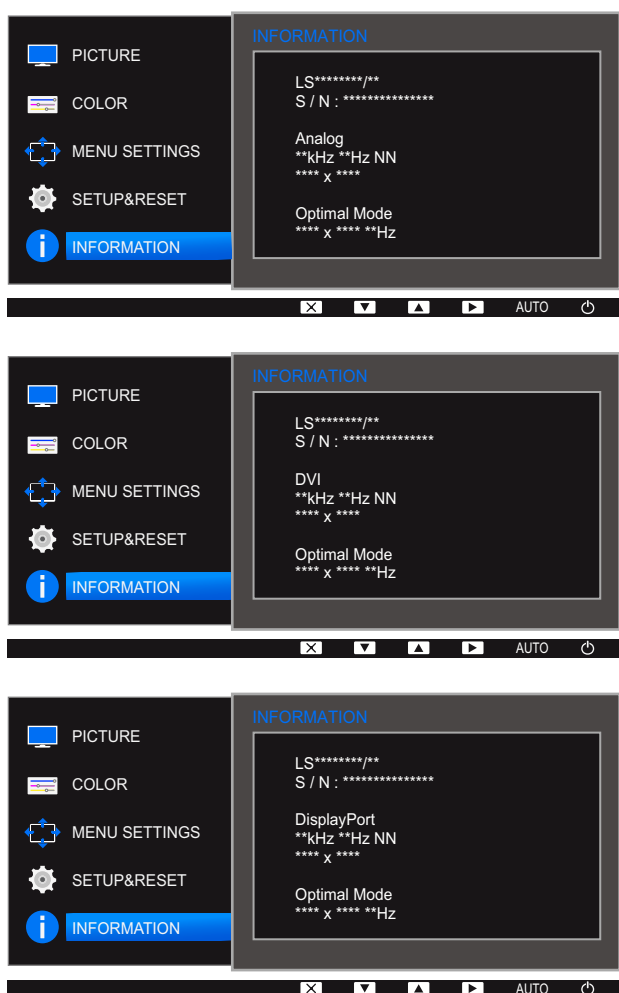 INFORMATION
PICTURE
COLOR
MENU SETTINGS
SETUP&RESET
INFORMATION
LS********/**
S / N : ***************
Analog
**kHz **Hz NN
**** x ****
Optimal Mode
**** x **** **Hz
AUTO
INFORMATION
PICTURE
COLOR
MENU SETTINGS
SETUP&RESET
INFORMATION
LS********/**
S / N : ***************
DVI
**kHz **Hz NN
**** x ****
Optimal Mode
**** x **** **Hz
AUTO
INFORMATION
PICTURE
COLOR
MENU SETTINGS
SETUP&RESET
INFORMATION
LS********/**
S / N : ***************
DisplayPort
**kHz **Hz NN
**** x ****
Optimal Mode
**** x **** **Hz
AUTO